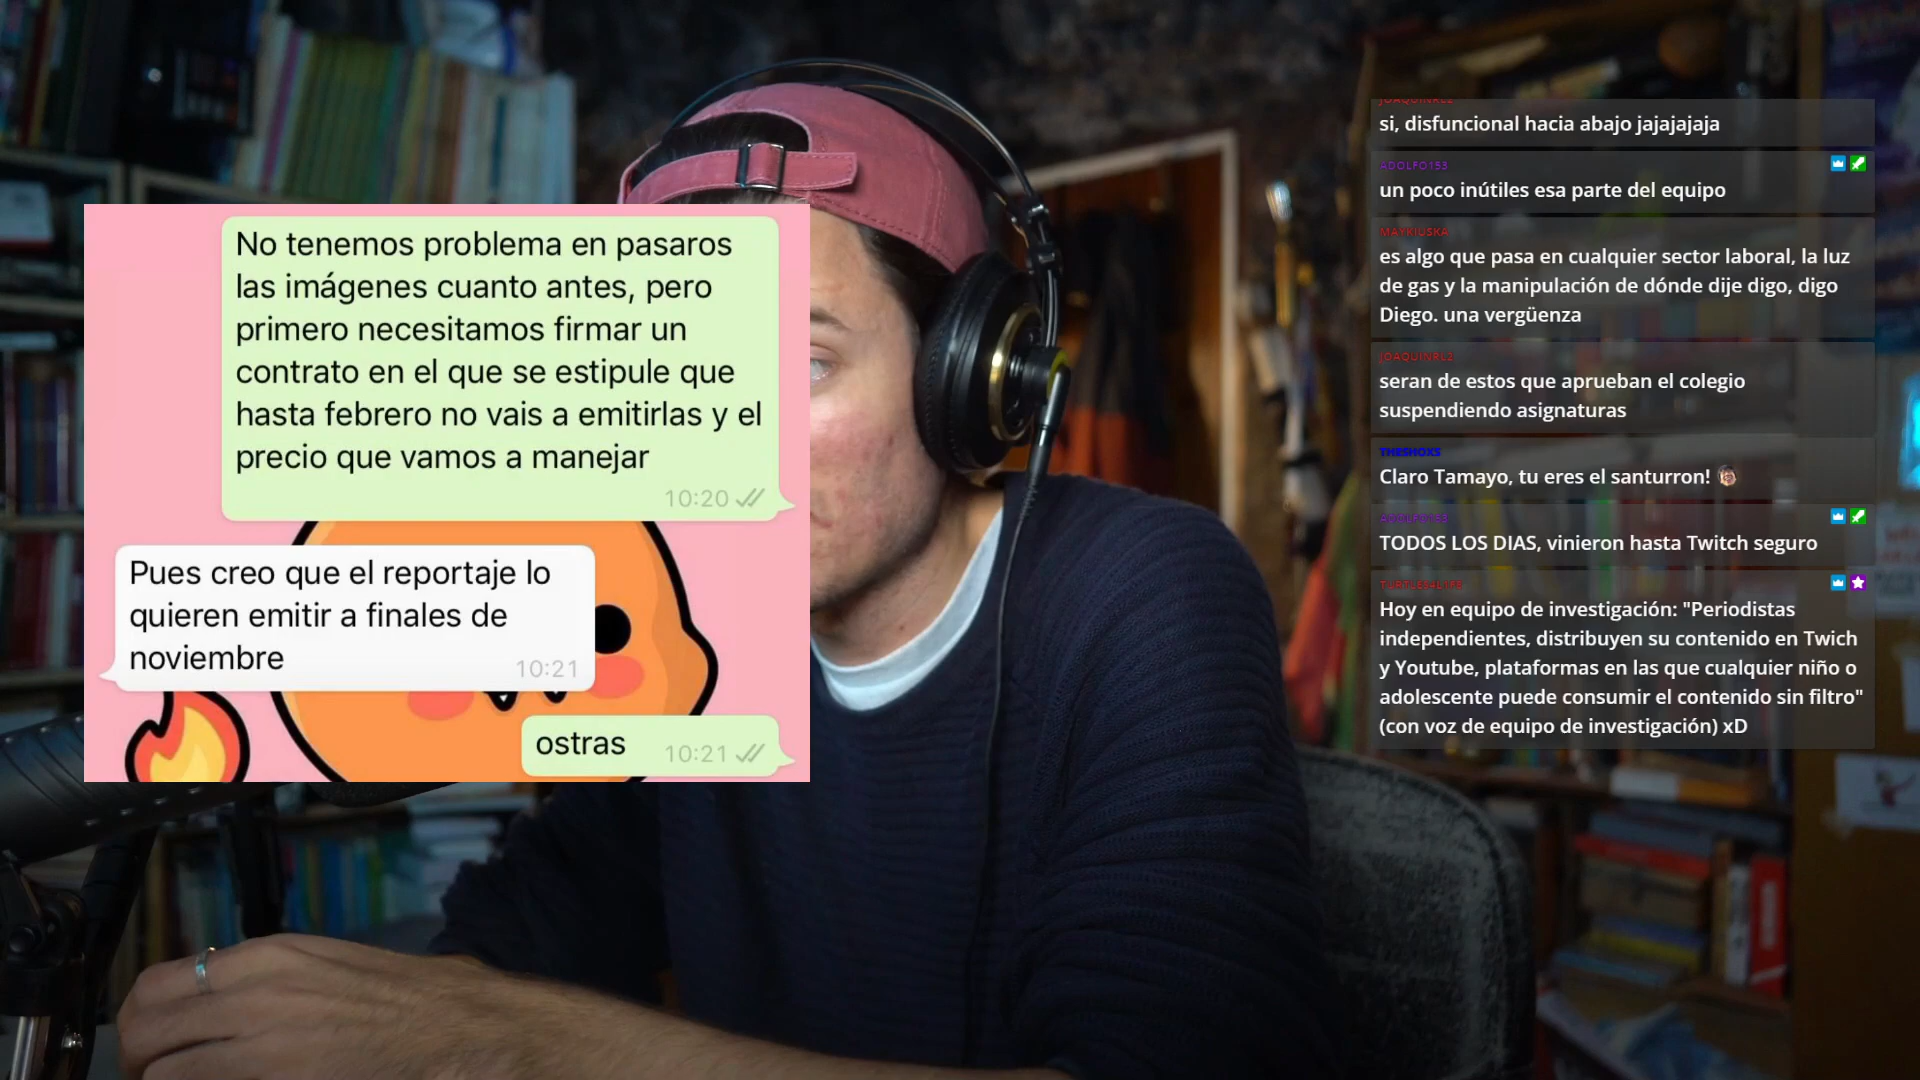 No tenemos problema en pasaros
las imágenes cuanto antes, pero
primero necesitamos firmar un
contrato en el que se estipule que
hasta febrero no vais a emitirlas y el
precio que vamos a manejar
10:20
Pues creo que el reportaje lo
quieren emitir a finales de
noviembre
10:21
ostras
10:21
JOAQUINRL2
si, disfuncional hacia abajo jajajajaja
ADOLFO153
un poco inútiles esa parte del equipo
MAYKIUSKA
es algo que pasa en cualquier sector laboral, la luz
de gas y la manipulación de dónde dije digo, digo
Diego. una vergüenza
JOAQUINRL2
seran de estos que aprueban el colegio
suspendiendo asignaturas
THESHOXS
Claro Tamayo, tu eres el santurron!
ADOLFO153
TODOS LOS DIAS, vinieron hasta Twitch seguro
TURTLES4LIFE
Hoy en equipo de investigación: "Periodistas
independientes, distribuyen su contenido en Twich
y Youtube, plataformas en las que cualquier niño o
adolescente puede consumir el contenido sin filtro"
(con voz de equipo de investigación) xD